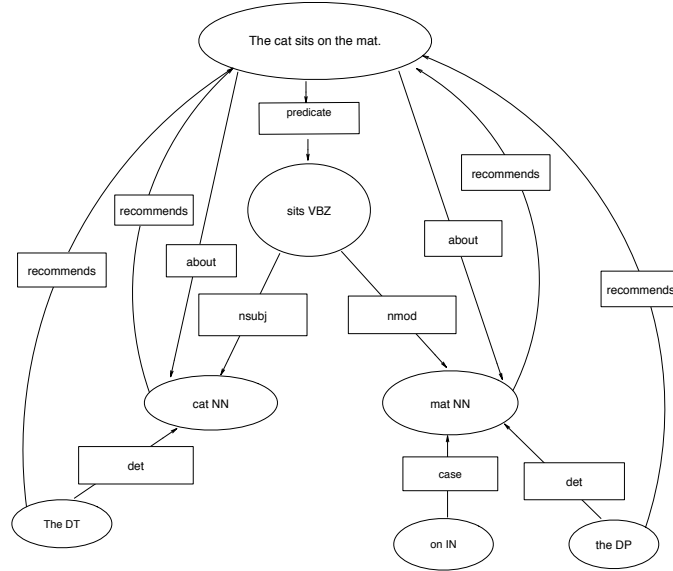 The cat sits on the mat.
predicate
recommends
recommends
sits VBZ
about
about
recommends
recommends
nsubj
nmod
cat NN
mat NN
det
case
det
The DT
on IN
the DP